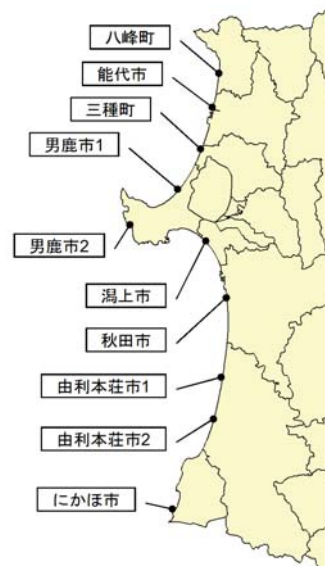 八峰町
能代市
三種町
男鹿市1
男鹿市2
潟上市
秋田市
由利本荘市1
由利本荘市2
にかほ市